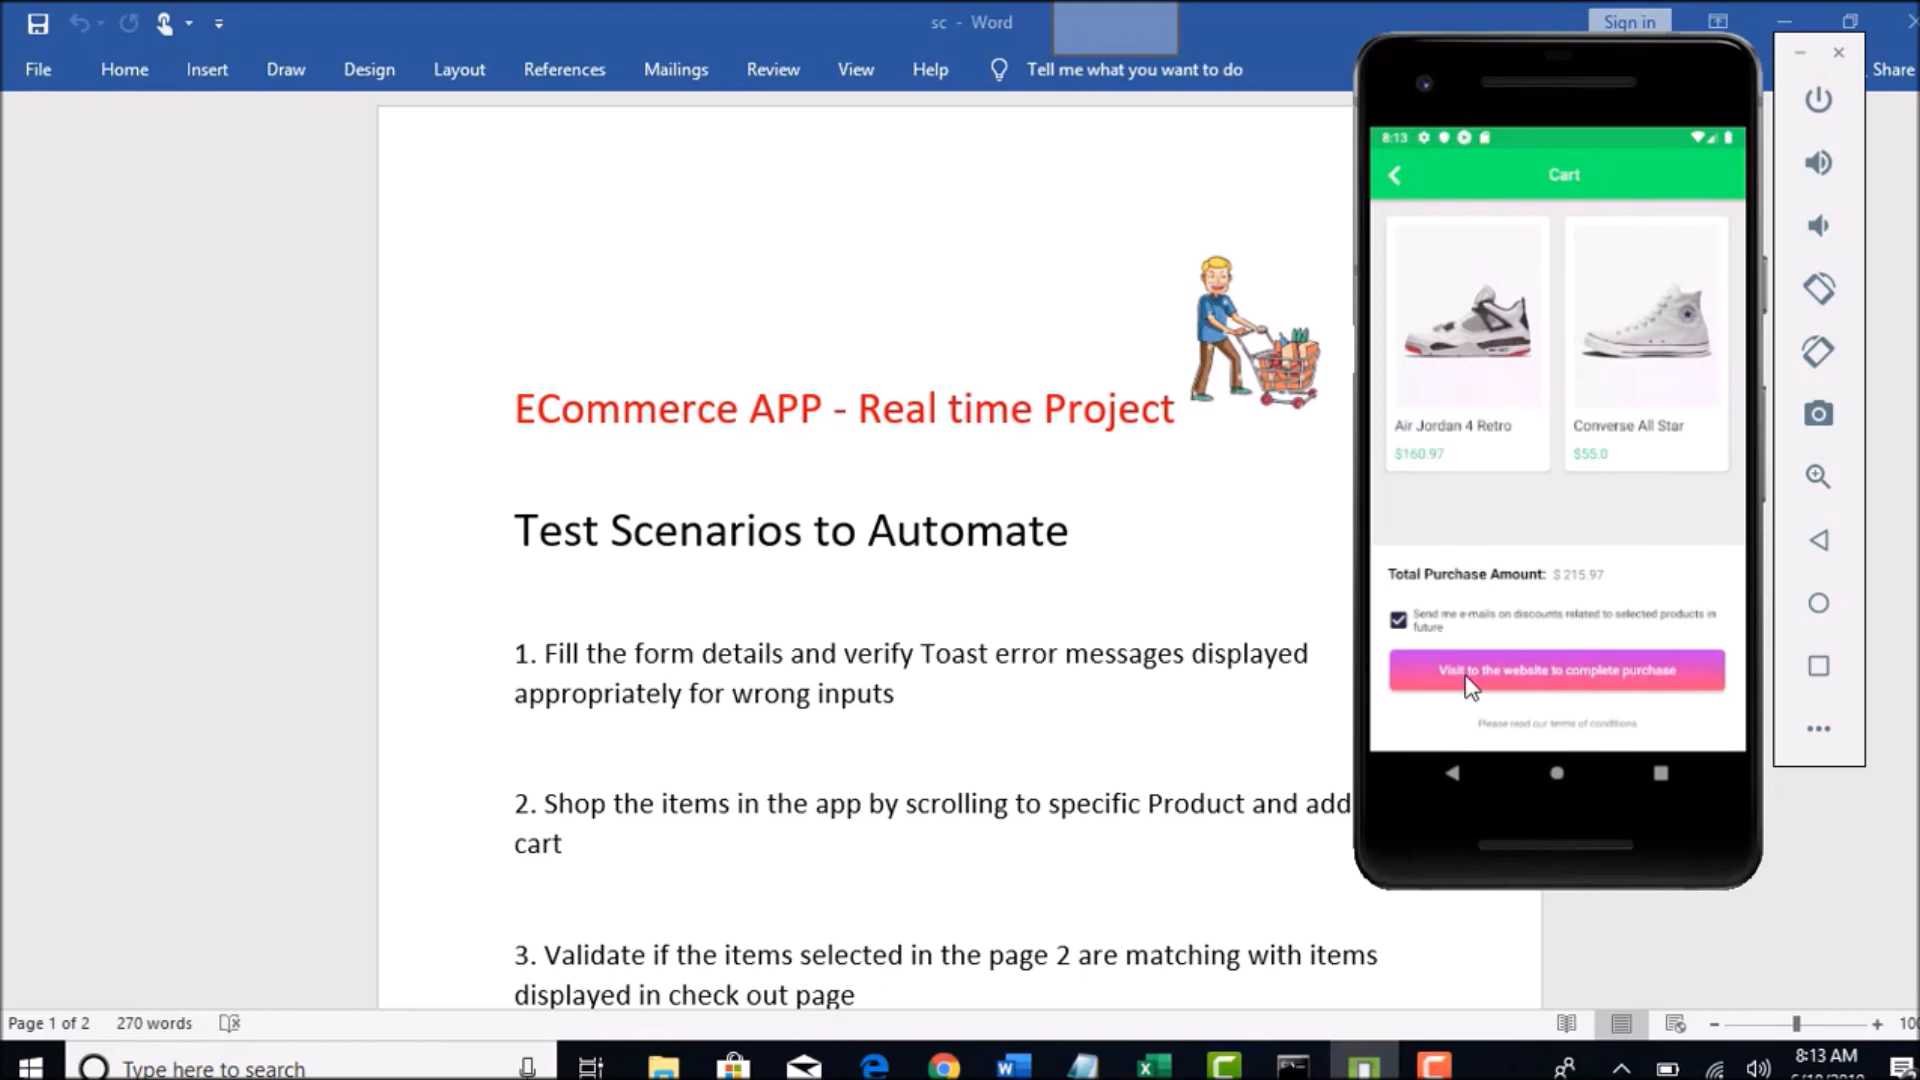 sc - Word
Sign in
File Home Insert Draw Design Layout References Mailings Review View Help Tell me what you want to do Share
8:13
Cart
Air Jordan 4 Retro
$160.97
Converse All Star
$55.0
Total Purchase Amount: $ 215.97
Send me e-mails on discounts related to selected products in
future
Visit to the website to complete purchase
Please read our terms of conditions
ECommerce APP - Real time Project
Test Scenarios to Automate
1. Fill the form details and verify Toast error messages displayed
appropriately for wrong inputs
2. Shop the items in the app by scrolling to specific Product and add
cart
3. Validate if the items selected in the page 2 are matching with items
displayed in check out page
Page 1 of 2 270 words
100
Type here to search
8:13 AM